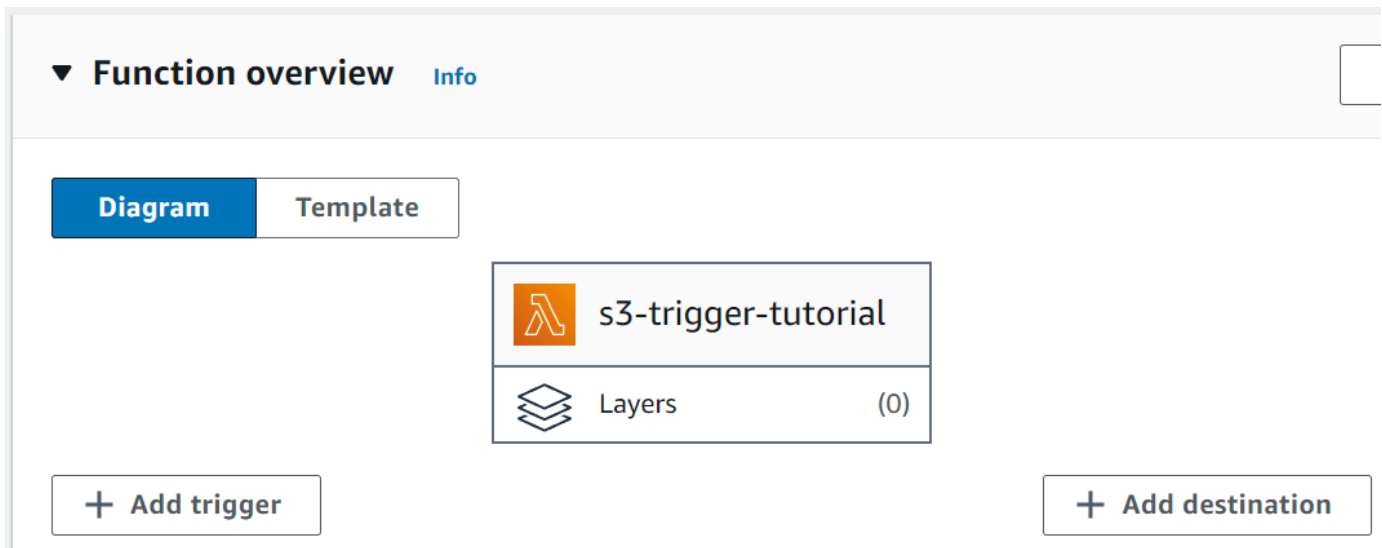 Function overview Info
Diagram Template
s3-trigger-tutorial
Layers (0)
+ Add trigger + Add destination